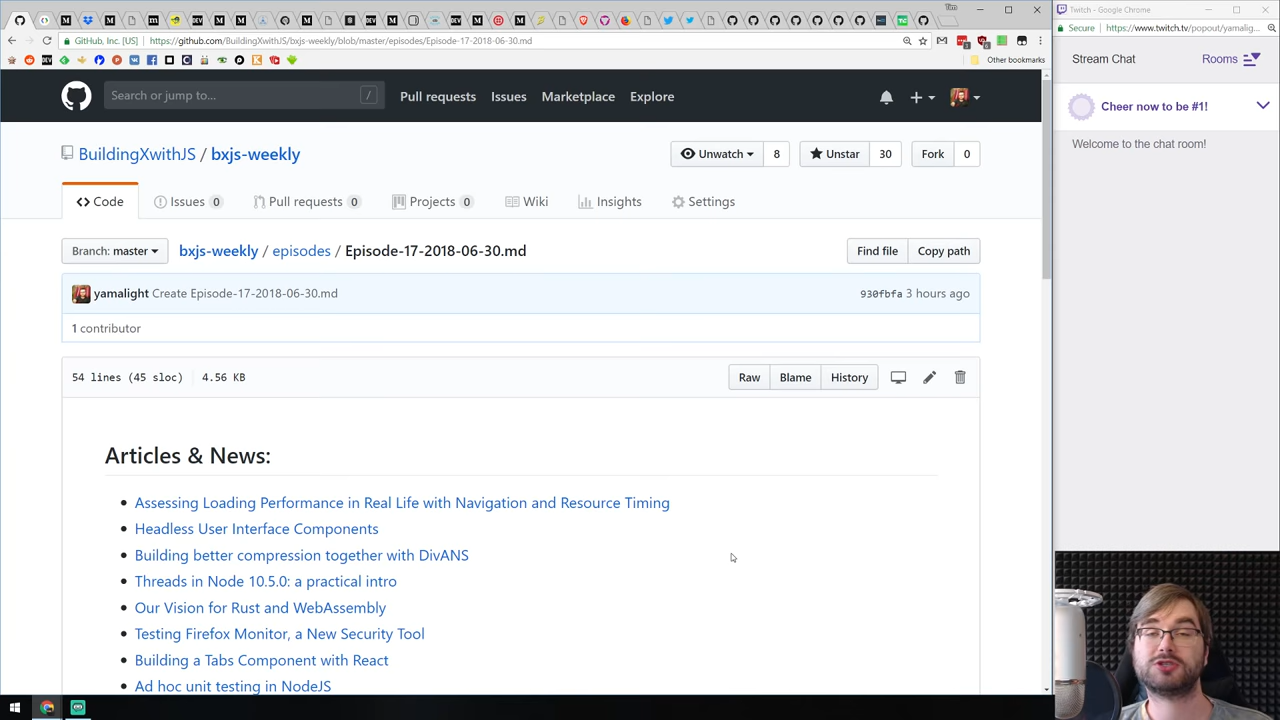 Tim
Twitch - Google Chrome
GitHub, Inc. [US]
https://github.com/BuildingXwithJS/bxjs-weekly/blob/master/episodes/Episode-17-2018-06-30.md
Secure
https://www.twitch.tv/popout/yamalig...
Other bookmarks
Search or jump to...
/
Pull requests
Issues
Marketplace
Explore
Stream Chat
Rooms
Cheer now to be #1!
Welcome to the chat room!
BuildingXwithJS / bxjs-weekly
Unwatch
8
Unstar
30
Fork
0
Code
Issues 0
Pull requests 0
Projects 0
Wiki
Insights
Settings
Branch: master
bxjs-weekly / episodes / Episode-17-2018-06-30.md
Find file
Copy path
yamalight Create Episode-17-2018-06-30.md
930fbfa 3 hours ago
1 contributor
54 lines (45 sloc)
4.56 KB
Raw
Blame
History
Articles & News:
Assessing Loading Performance in Real Life with Navigation and Resource Timing
Headless User Interface Components
Building better compression together with DivANS
Threads in Node 10.5.0: a practical intro
Our Vision for Rust and WebAssembly
Testing Firefox Monitor, a New Security Tool
Building a Tabs Component with React
Ad hoc unit testing in NodeJS